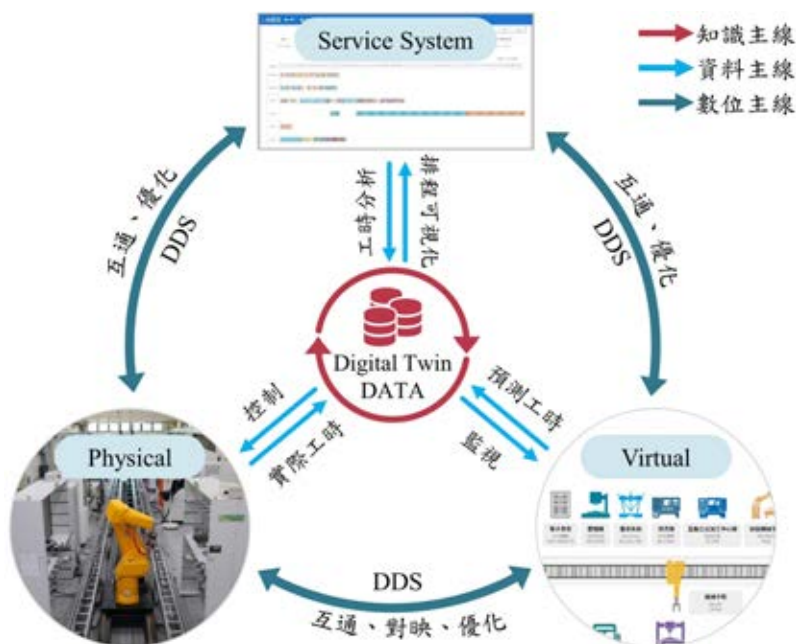 Service System
知識主線
資料主線
數位主線
互通、優化
DDS
工時分析
排程可視化
互通、優化
DDS
Digital Twin
DATA
控制
實際工時
預測工時
監視
Physical
Virtual
DDS
互通、對映、優化